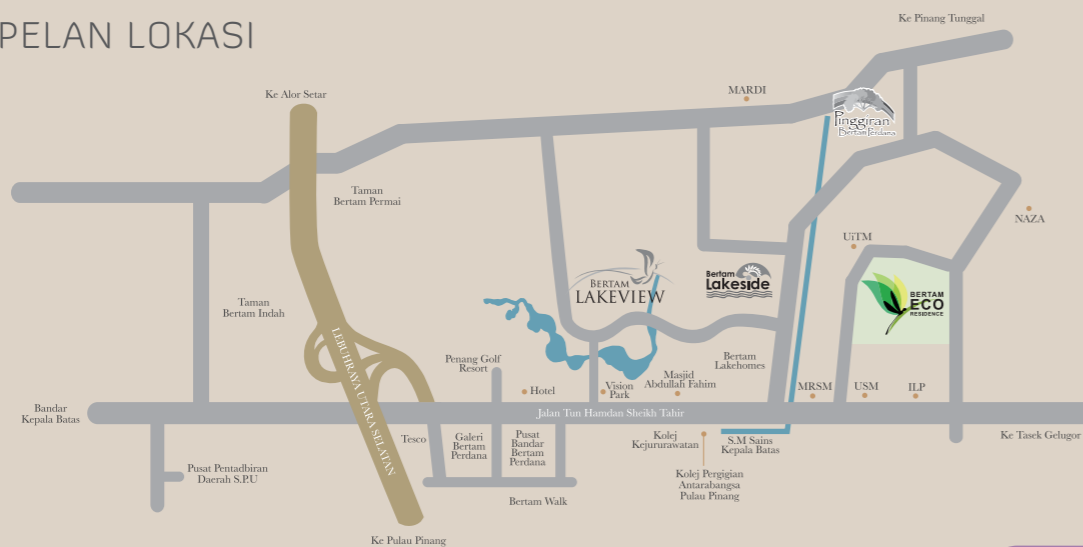 PELAN LOKASI
Ke Pinang Tunggal
Ke Alor Setar
MARDI
Pinggiran
Bertam Perdana
Taman
Bertam Permai
NAZA
UiTM
BERTAM
LAKEVIEW
Bertam
Lakeside
BERTAM
ECO
RESIDENCE
Taman
Bertam Indah
LEBUHRAYA UTARA SELATAN
Penang Golf
Resort
Hotel
Vision
Park
Masjid
Abdullah Fahim
Bertam
Lakehomes
MRSM
USM
ILP
Bandar
Kepala Batas
Jalan Tun Hamdan Sheikh Tahir
Ke Tasek Gelugor
Tesco
Galeri
Bertam
Perdana
Pusat
Bandar
Bertam
Perdana
Kolej
Kejururawatan
S.M Sains
Kepala Batas
Pusat Pentadbiran
Daerah S.P.U
Kolej Pergigian
Antarabangsa
Pulau Pinang
Bertam Walk
Ke Pulau Pinang